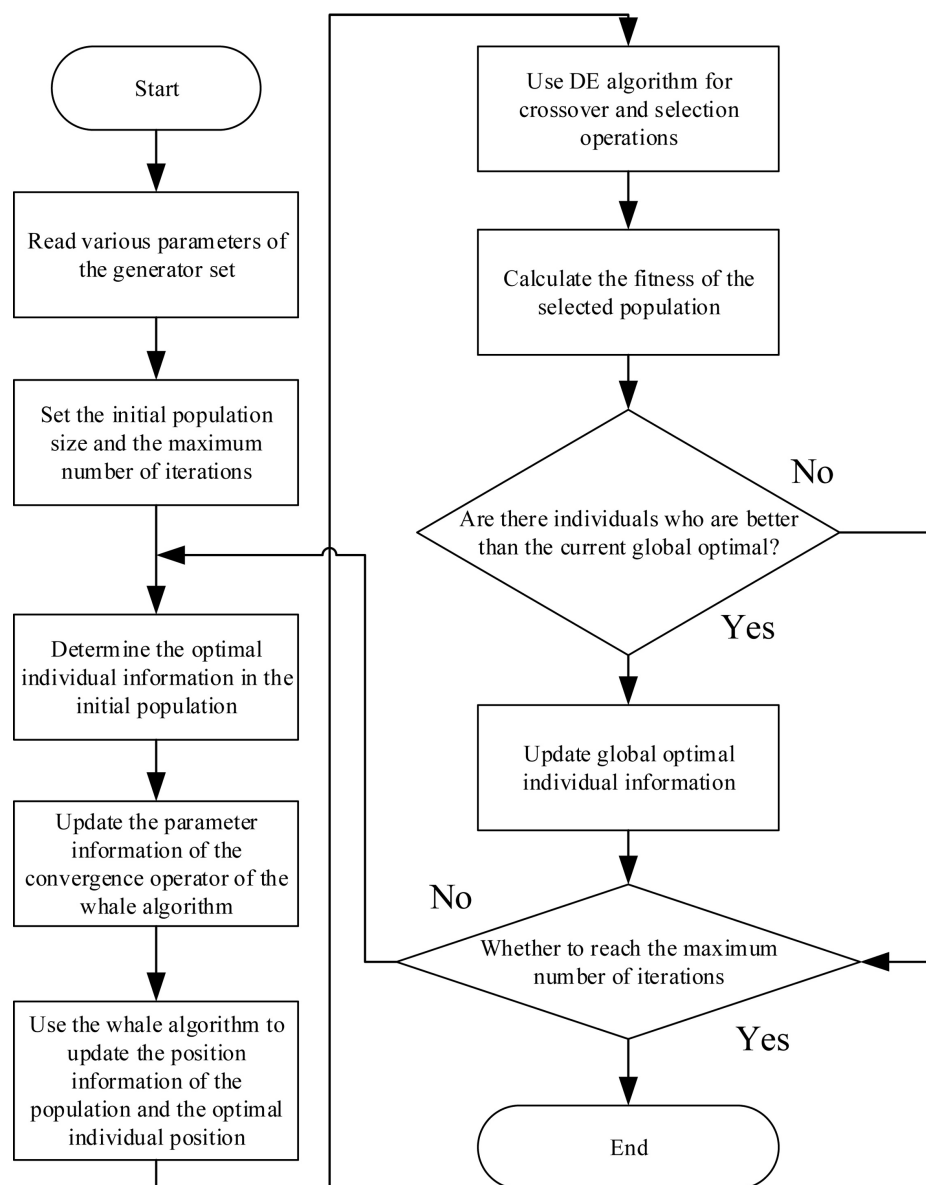 Start
Read various parameters of
the generator set
Set the initial population
size and the maximum
number of iterations
Determine the optimal
individual information in the
initial population
Update the parameter
information of the
convergence operator of the
whale algorithm
Use the whale algorithm to
update the position
information of the
population and the optimal
individual position
Use DE algorithm for
crossover and selection
operations
Calculate the fitness of the
selected population
Are there individuals who are better
than the current global optimal?
No
Yes
Update global optimal
individual information
Whether to reach the maximum
number of iterations
No
Yes
End